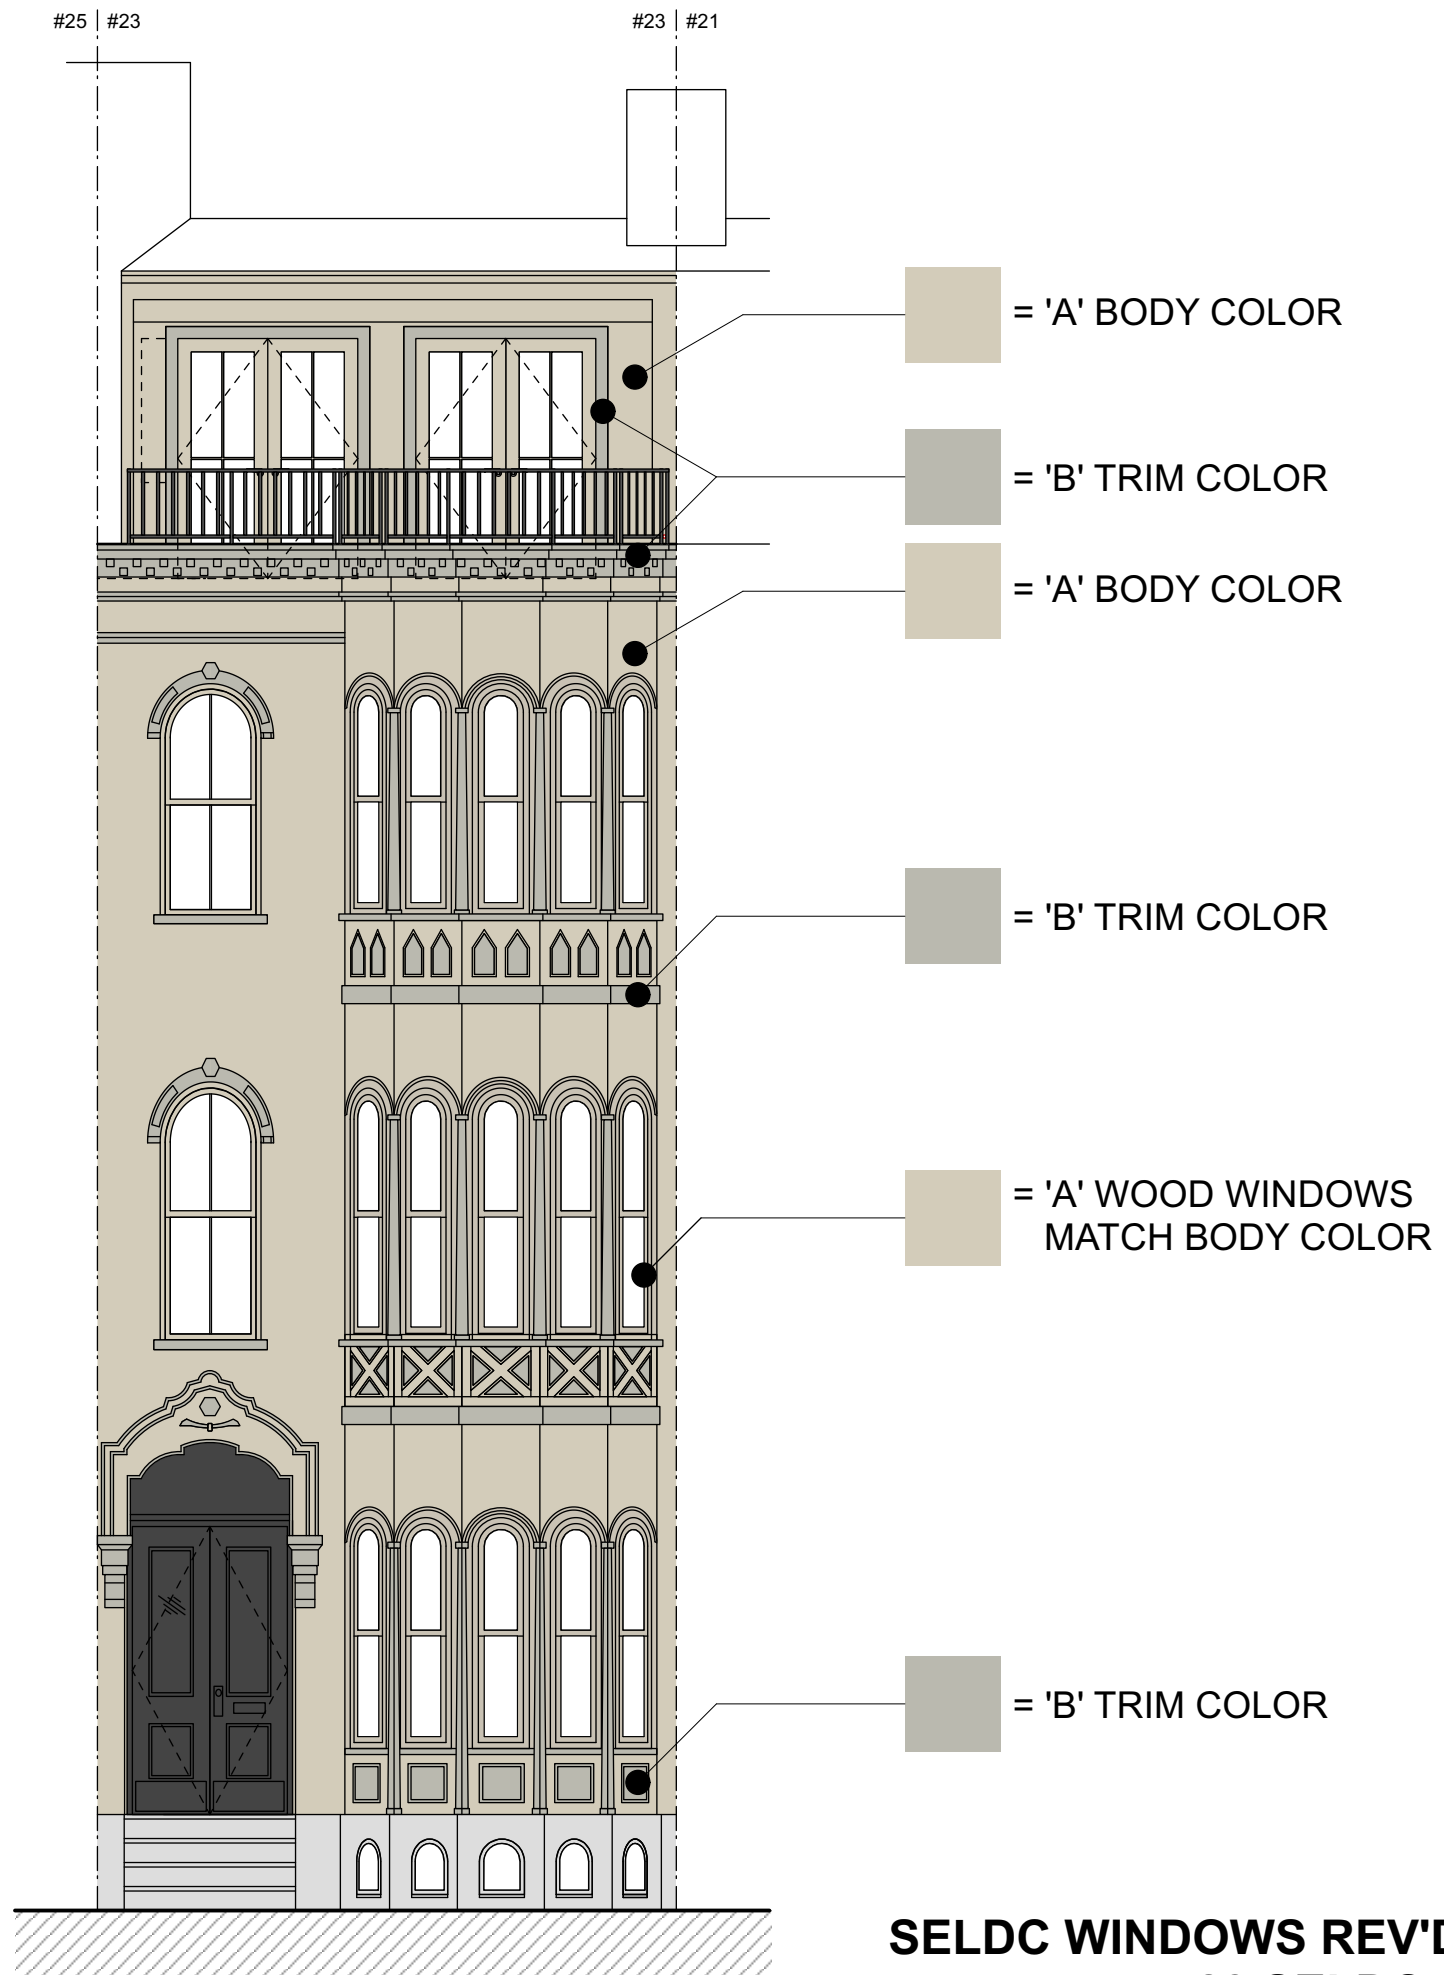 #25 #23
#23 #21
= 'A' BODY COLOR
= 'B' TRIM COLOR
= 'A' BODY COLOR
= 'B' TRIM COLOR
= 'A' WOOD WINDOWS
MATCH BODY COLOR
= 'B' TRIM COLOR
SELDC WINDOWS REV'D